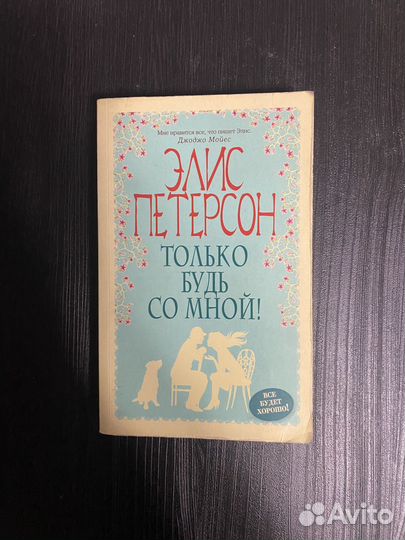 Мне нравится все, что пишет Элис.
Джоджо Мойес
ЭЛИС
ПЕТЕРСОН
ТОЛЬКО
БУДЬ
СО МНОЙ!
ВСЕ
БУДЕТ
ХОРОШО!
Avito